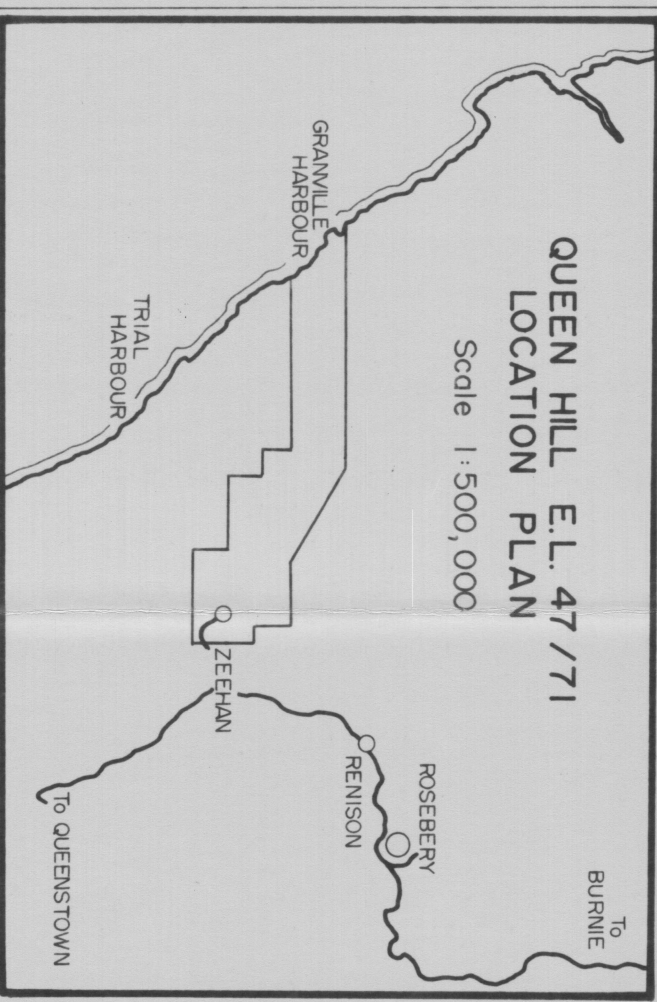 QUEEN HILL E.L. 47/71
LOCATION PLAN
Scale 1:500,000
To
BURNIE
GRANVILLE
HARBOUR
ROSEBERY
RENISON
TRIAL
HARBOUR
ZEEHAN
To QUEENSTOWN